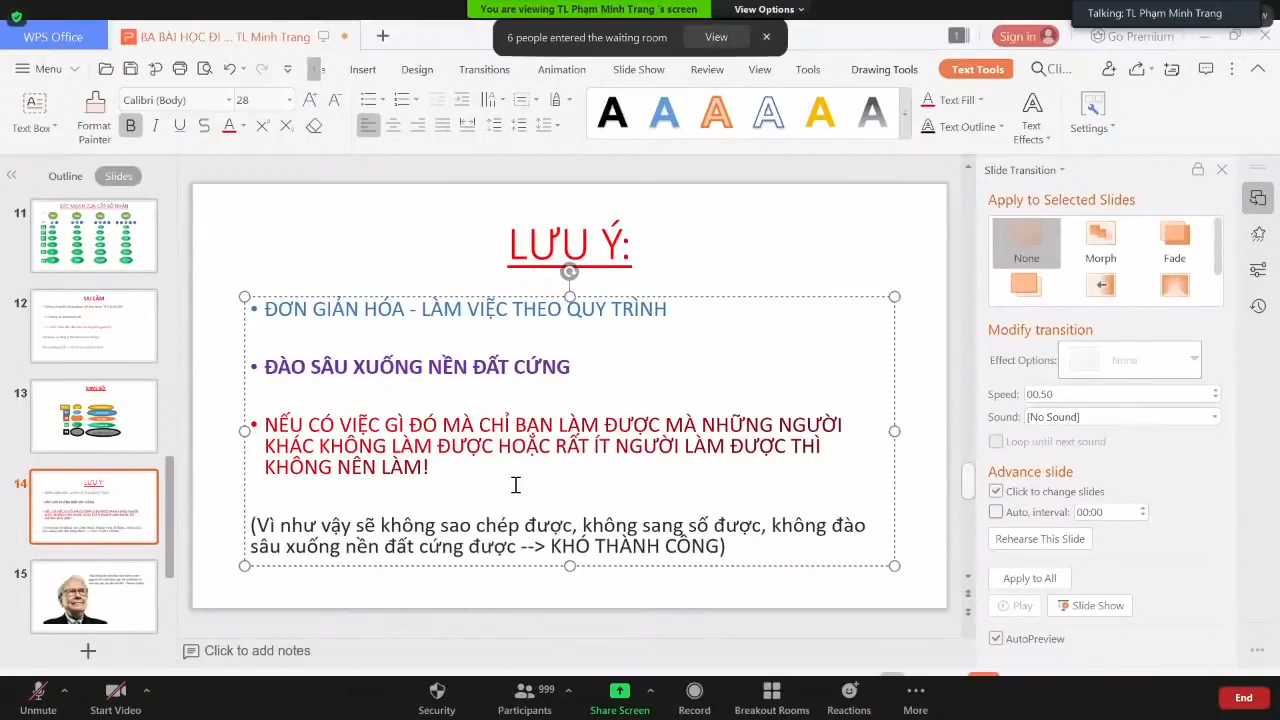 You are viewing TL Phạm Minh Trang 's screen
View Options
Talking: TL Phạm Minh Trang
WPS Office
BA BÀI HỌC ĐI ... TL Minh Trang
6 people entered the waiting room
View
1
Sign in
Go Premium
Menu
Insert
Design
Transitions
Animation
Slide Show
Review
View
Tools
Drawing Tools
Text Tools
Cli...
Text Box
Format
Painter
Calibri (Body)
28
B I U S A X² X₂
A A A A A A
Text Fill
Text Outline
Text
Effects
Settings
Outline
Slides
11
12
SAI LẦM
13
SANG SỐ
14
LƯU Ý:
15
LƯU Ý:
• ĐƠN GIẢN HÓA - LÀM VIỆC THEO QUY TRÌNH
• ĐÀO SÂU XUỐNG NỀN ĐẤT CỨNG
• NẾU CÓ VIỆC GÌ ĐÓ MÀ CHỈ BẠN LÀM ĐƯỢC MÀ NHỮNG NGƯỜI
KHÁC KHÔNG LÀM ĐƯỢC HOẶC RẤT ÍT NGƯỜI LÀM ĐƯỢC THÌ
KHÔNG NÊN LÀM!
(Vì như vậy sẽ không sao chép được, không sang số được, không đào
sâu xuống nền đất cứng được --> KHÓ THÀNH CÔNG)
Click to add notes
Slide Transition
Apply to Selected Slides
None
Morph
Fade
Modify transition
Effect Options:
None
Speed: 00.50
Sound: [No Sound]
Loop until next sound
Advance slide
Click to change slides
Auto, interval: 00:00
Rehearse This Slide
Apply to All
Play
Slide Show
AutoPreview
Unmute
Start Video
Security
999
Participants
Share Screen
Record
Breakout Rooms
Reactions
More
End